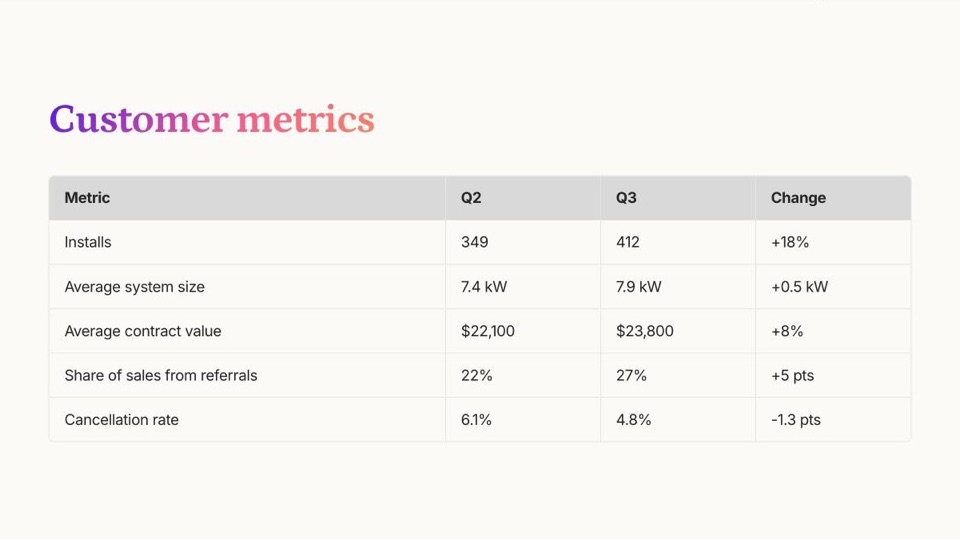 Customer metrics
Metric Q2 Q3 Change
Installs 349 412 +18%
Average system size 7.4 kW 7.9 kW +0.5 kW
Average contract value $22,100 $23,800 +8%
Share of sales from referrals 22% 27% +5 pts
Cancellation rate 6.1% 4.8% -1.3 pts